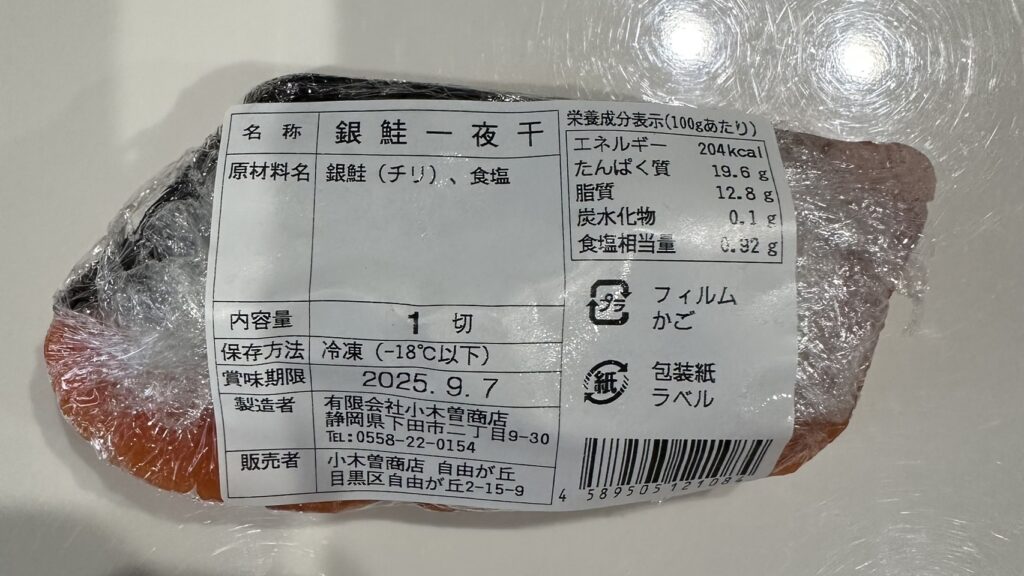 名称 銀鮭一夜干
原材料名 銀鮭（チリ）、食塩
内容量 1 切
保存方法 冷凍（-18℃以下）
賞味期限 2025.9.7
製造者 有限会社小木曽商店
静岡県下田市二丁目9-30
TEL:0558-22-0154
販売者 小木曽商店 自由が丘
目黒区自由が丘2-15-9
栄養成分表示(100gあたり)
エネルギー 204kcal
たんぱく質 19.6g
脂質 12.8g
炭水化物 0.1g
食塩相当量 0.92g
プラ フィルム
かご
紙 包装紙
ラベル